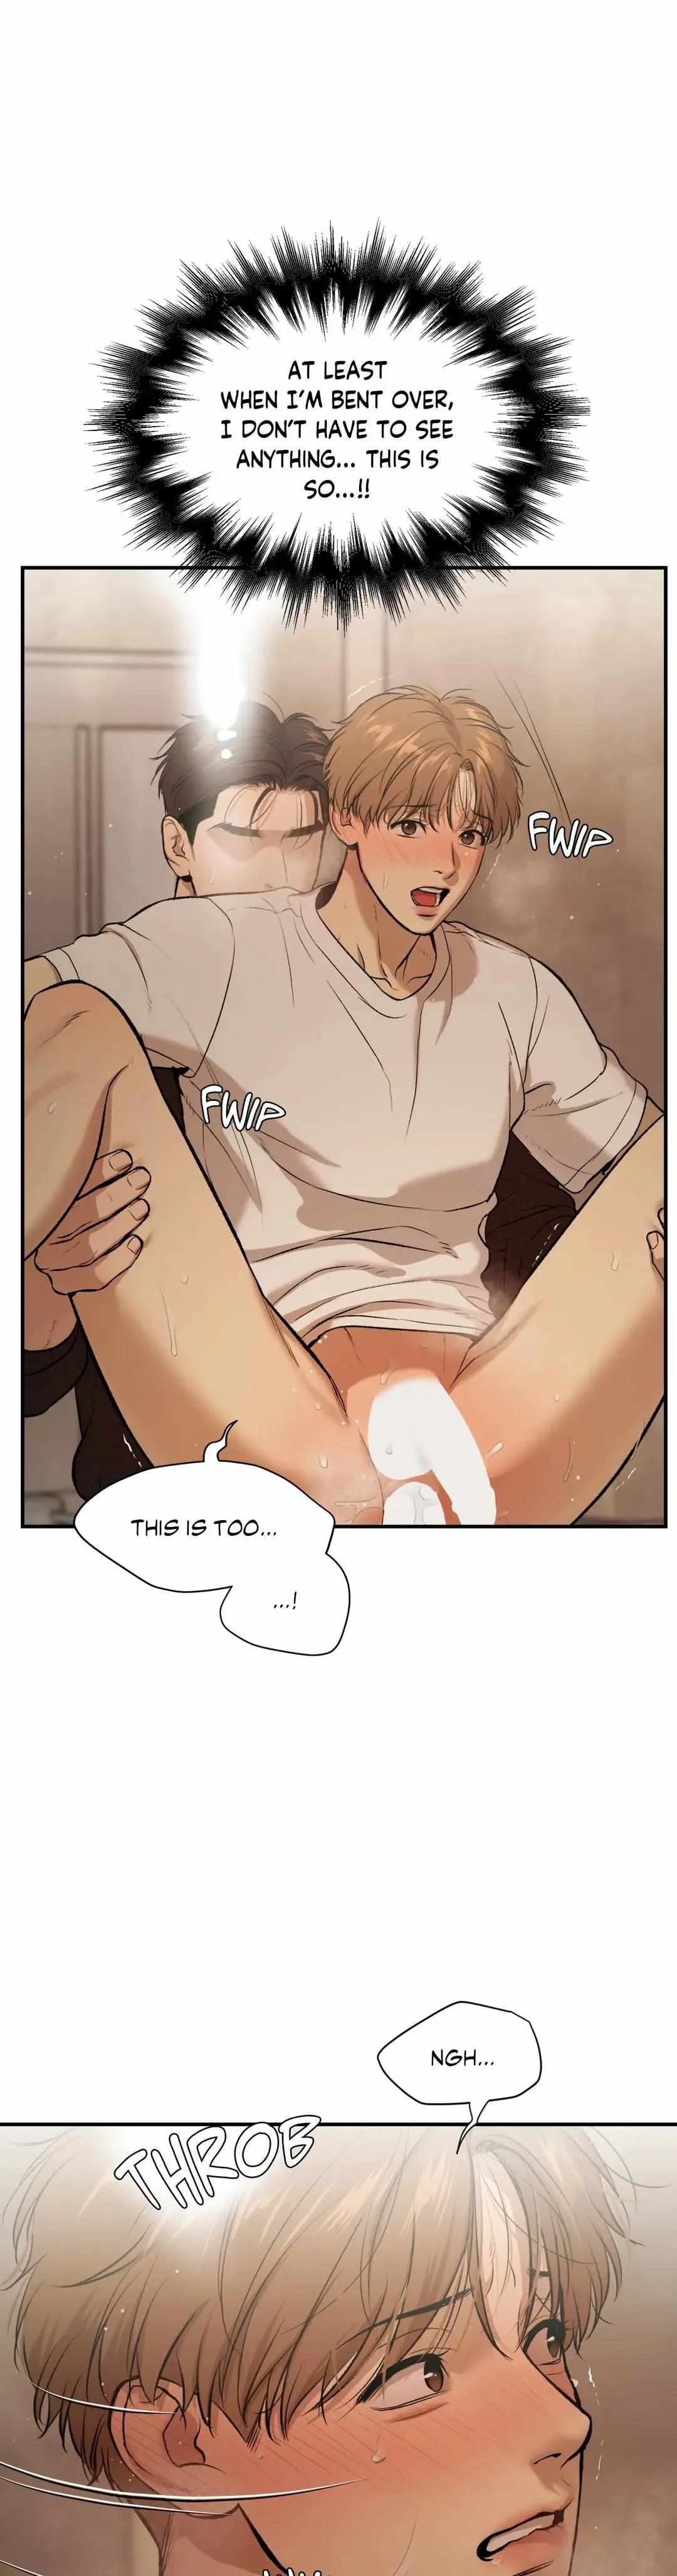 AT LEAST
WHEN I'M BENT OVER,
I DON'T HAVE TO SEE
ANYTHING... THIS IS
SO...!!
FWIP
FWIP
THIS IS TOO...
...!
NGH...
THROB